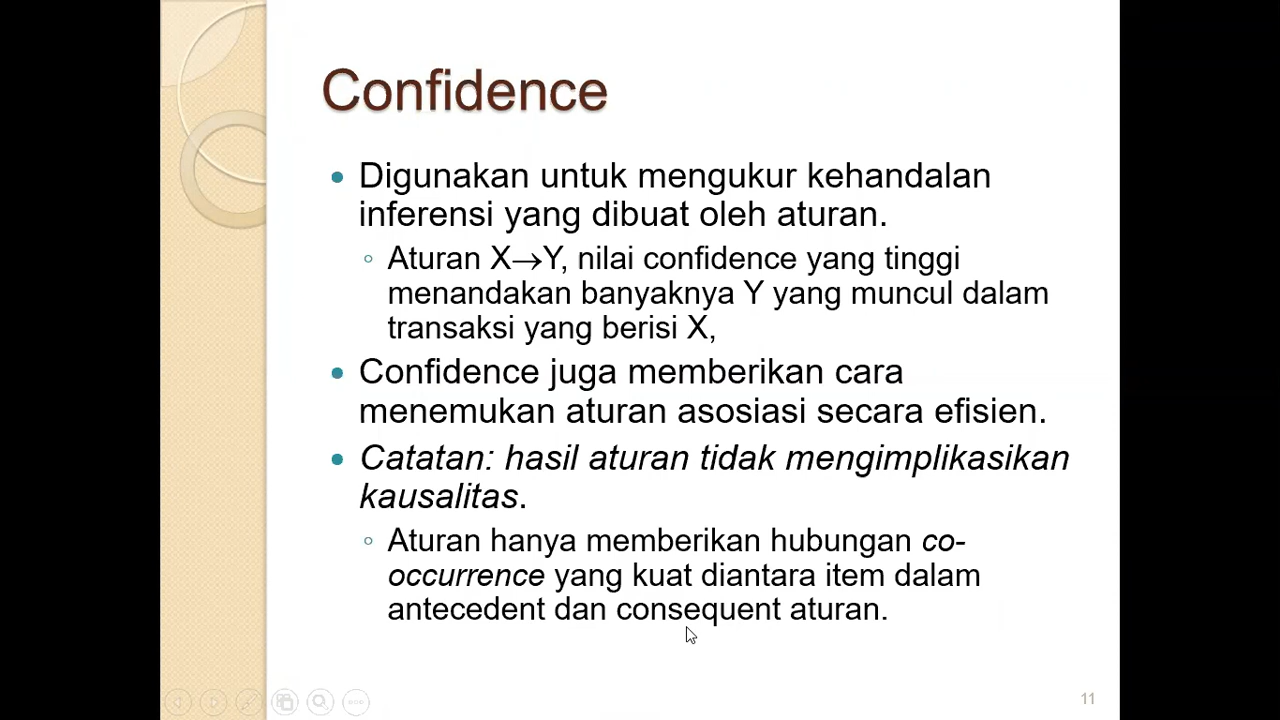 Confidence
• Digunakan untuk mengukur kehandalan
inferensi yang dibuat oleh aturan.
◦ Aturan X→Y, nilai confidence yang tinggi
menandakan banyaknya Y yang muncul dalam
transaksi yang berisi X,
• Confidence juga memberikan cara
menemukan aturan asosiasi secara efisien.
• Catatan: hasil aturan tidak mengimplikasikan
kausalitas.
◦ Aturan hanya memberikan hubungan co-
occurrence yang kuat diantara item dalam
antecedent dan consequent aturan.
11